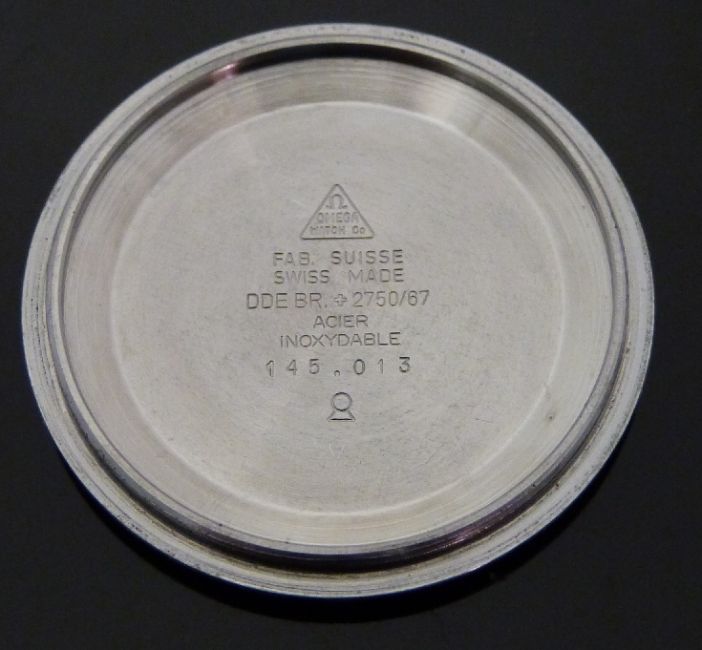 Ω
OMEGA
WATCH Co
FAB. SUISSE
SWISS MADE
DDE BR. + 2750/67
ACIER
INOXYDABLE
145.013